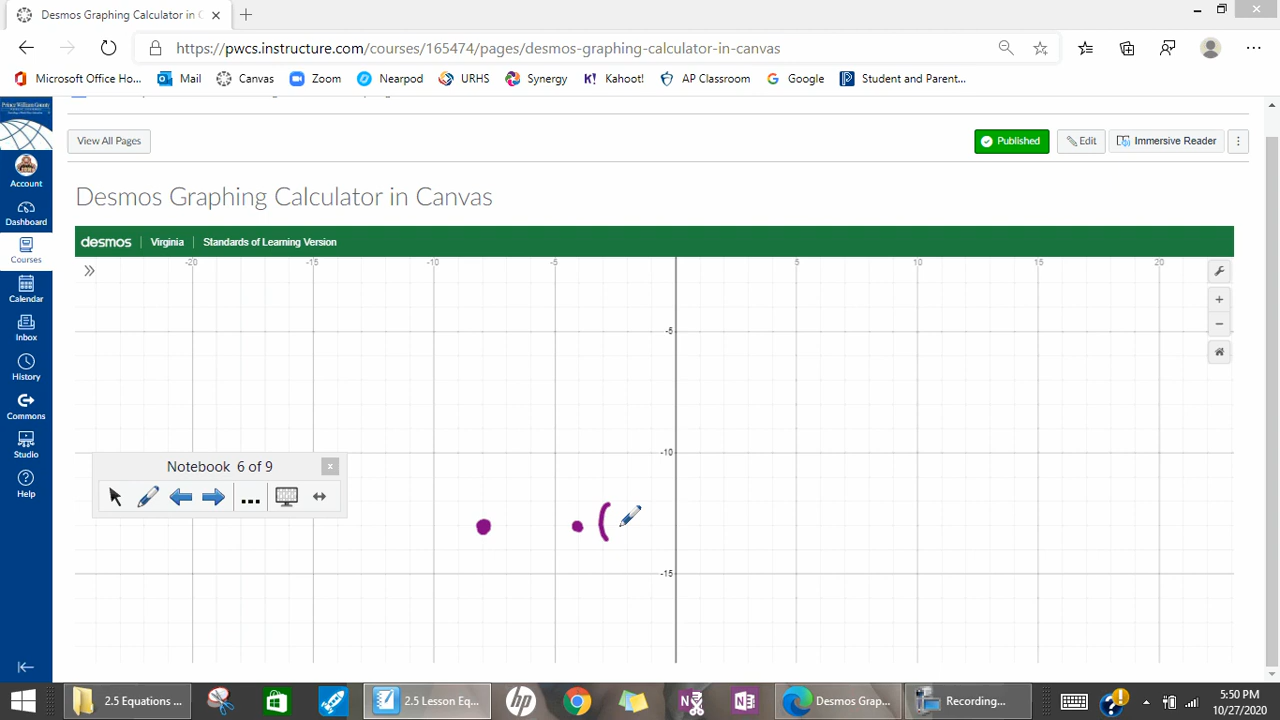 Desmos Graphing Calculator in C
https://pwcs.instructure.com/courses/165474/pages/desmos-graphing-calculator-in-canvas
Microsoft Office Ho... Mail Canvas Zoom Nearpod URHS Synergy Kahoot! AP Classroom Google Student and Parent...
Prince William County
View All Pages Published Edit Immersive Reader
Account
Dashboard
Courses
Calendar
Inbox
History
Commons
Studio
Help
Desmos Graphing Calculator in Canvas
desmos Virginia Standards of Learning Version
-20 -15 -10 -5 5 10 15 20
-5
-10
-15
Notebook 6 of 9
(
2.5 Equations ... 2.5 Lesson Eq... Desmos Grap... Recording...
5:50 PM
10/27/2020